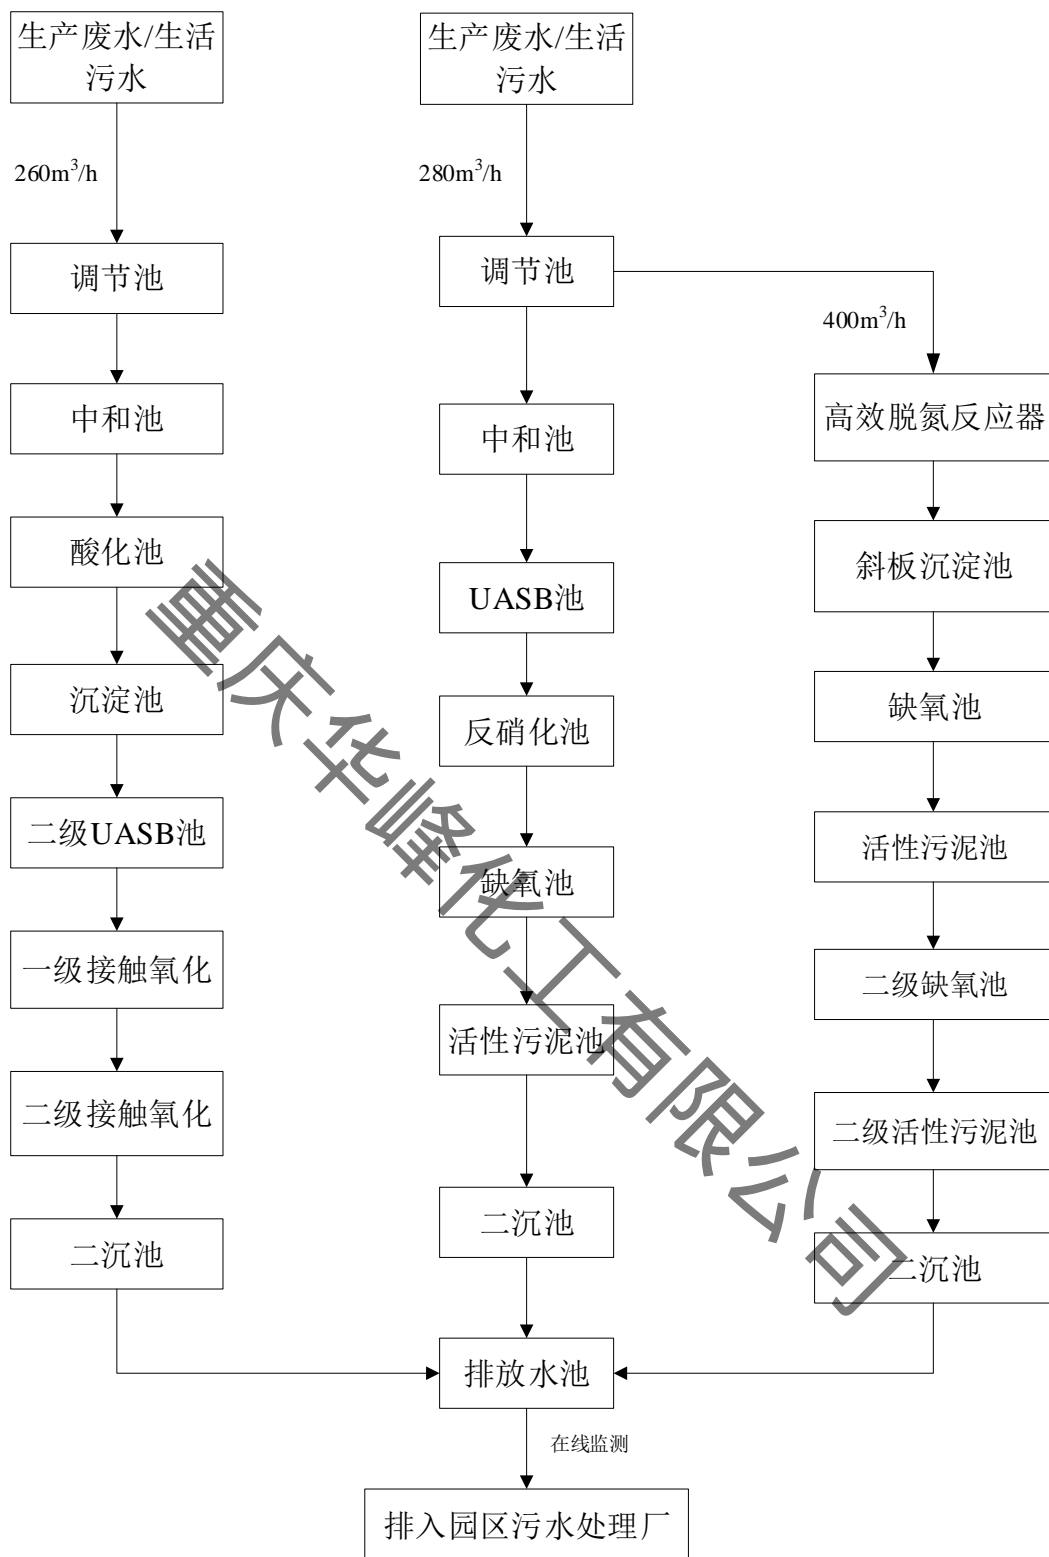 生产废水/生活
污水
260m³/h
调节池
中和池
酸化池
沉淀池
二级UASB池
一级接触氧化
二级接触氧化
二沉池
生产废水/生活
污水
280m³/h
调节池
中和池
UASB池
反硝化池
缺氧池
活性污泥池
二沉池
400m³/h
高效脱氮反应器
斜板沉淀池
缺氧池
活性污泥池
二级缺氧池
二级活性污泥池
二沉池
排放水池
在线监测
排入园区污水处理厂
重庆华峰化工有限公司